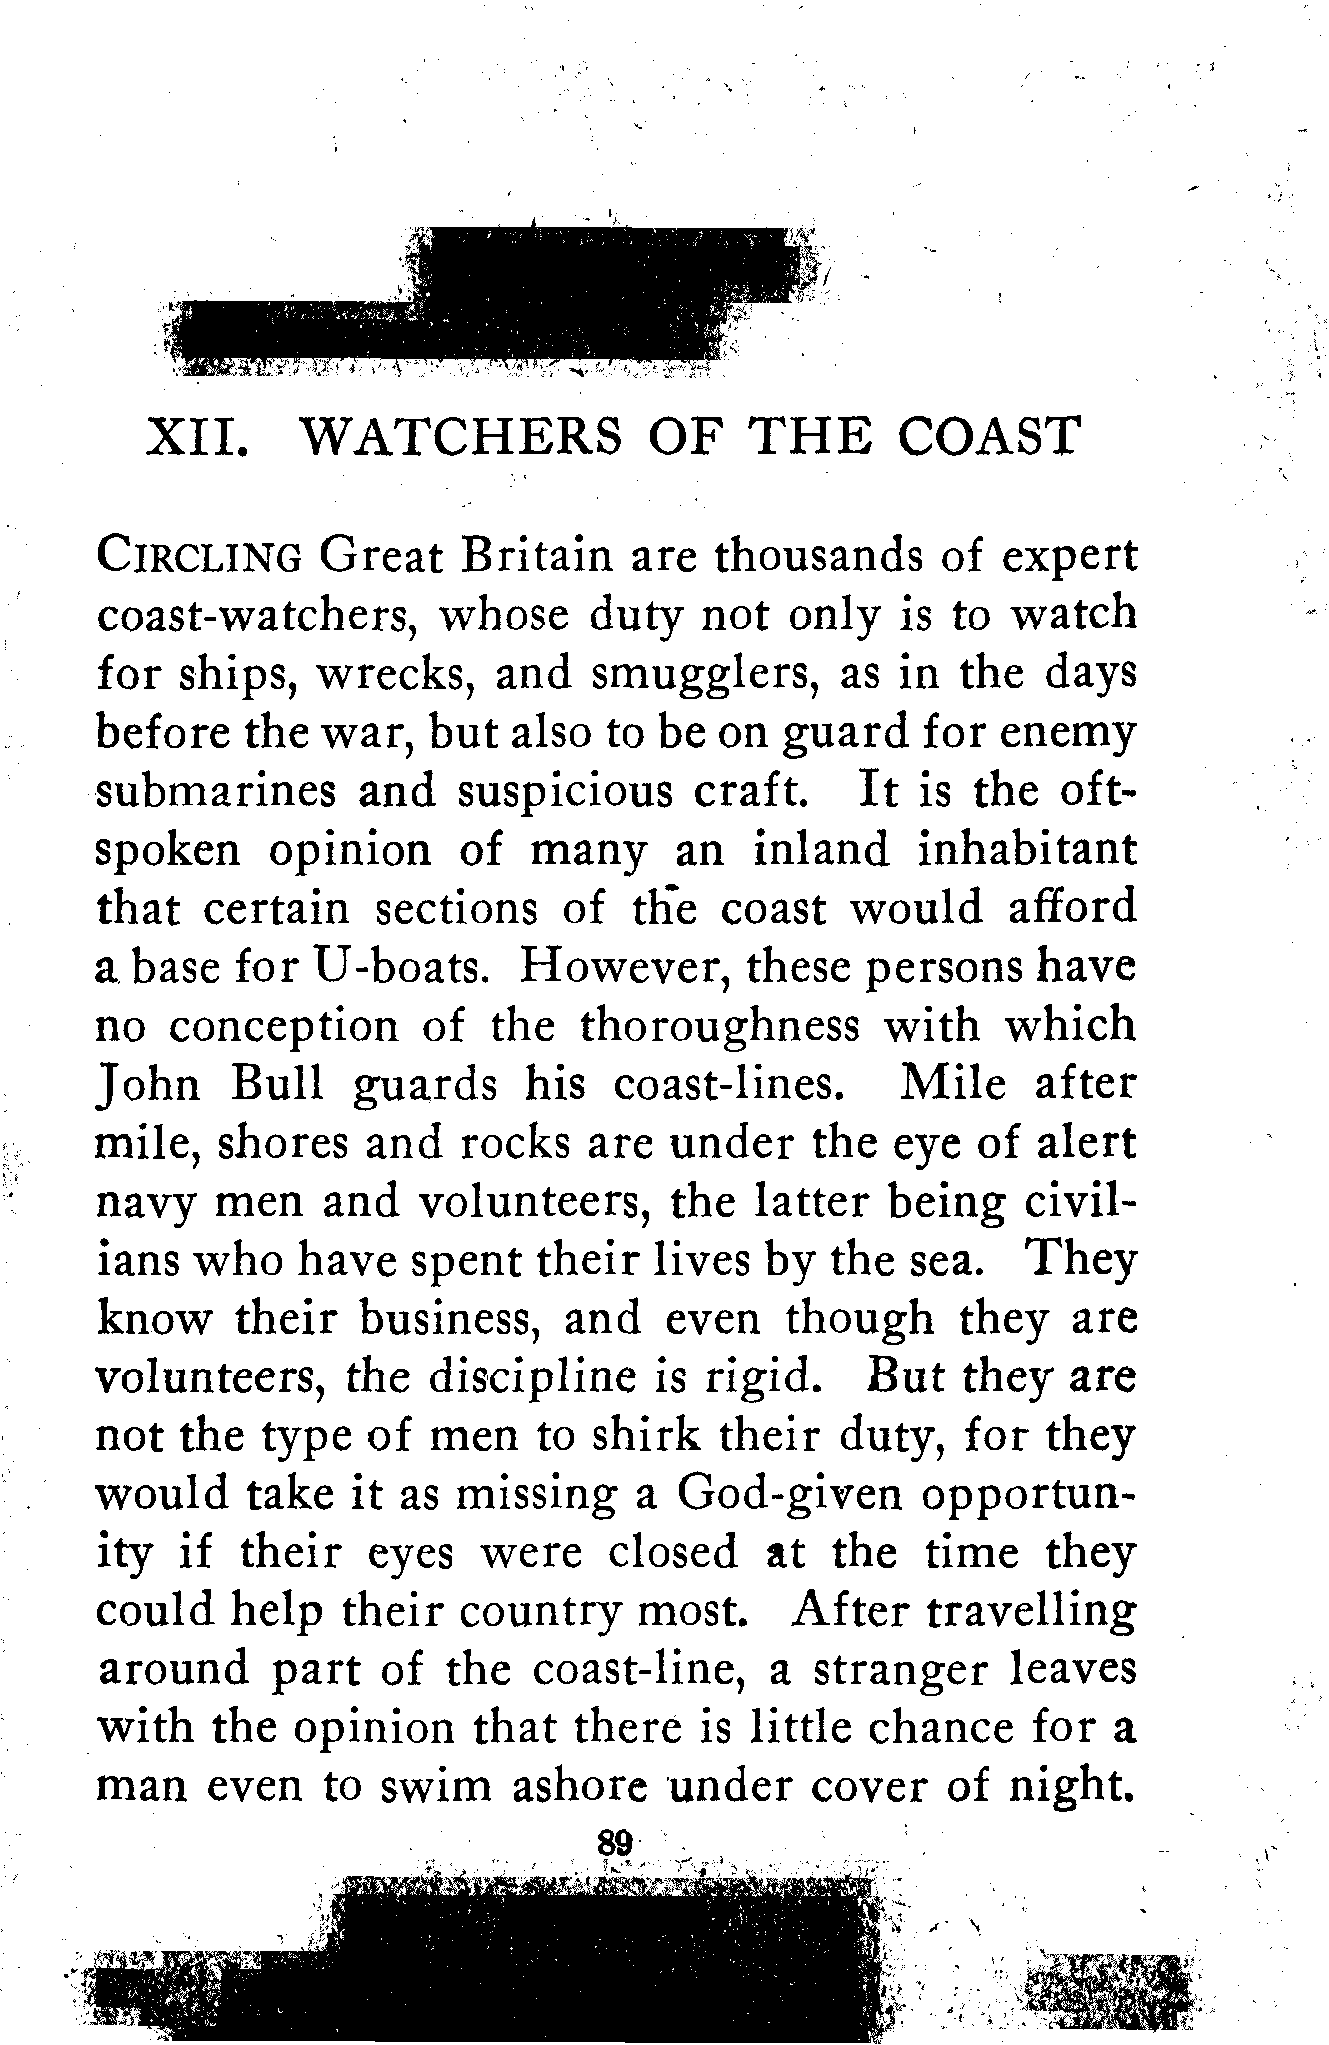 XII. WATCHERS OF THE COAST
CIRCLING Great Britain are thousands of expert
coast-watchers, whose duty not only is to watch
for ships, wrecks, and smugglers, as in the days
before the war, but also to be on guard for enemy
submarines and suspicious craft. It is the oft-
spoken opinion of many an inland inhabitant
that certain sections of the coast would afford
a base for U-boats. However, these persons have
no conception of the thoroughness with which
John Bull guards his coast-lines. Mile after
mile, shores and rocks are under the eye of alert
navy men and volunteers, the latter being civil-
ians who have spent their lives by the sea. They
know their business, and even though they are
volunteers, the discipline is rigid. But they are
not the type of men to shirk their duty, for they
would take it as missing a God-given opportun-
ity if their eyes were closed at the time they
could help their country most. After travelling
around part of the coast-line, a stranger leaves
with the opinion that there is little chance for a
man even to swim ashore under cover of night.
89